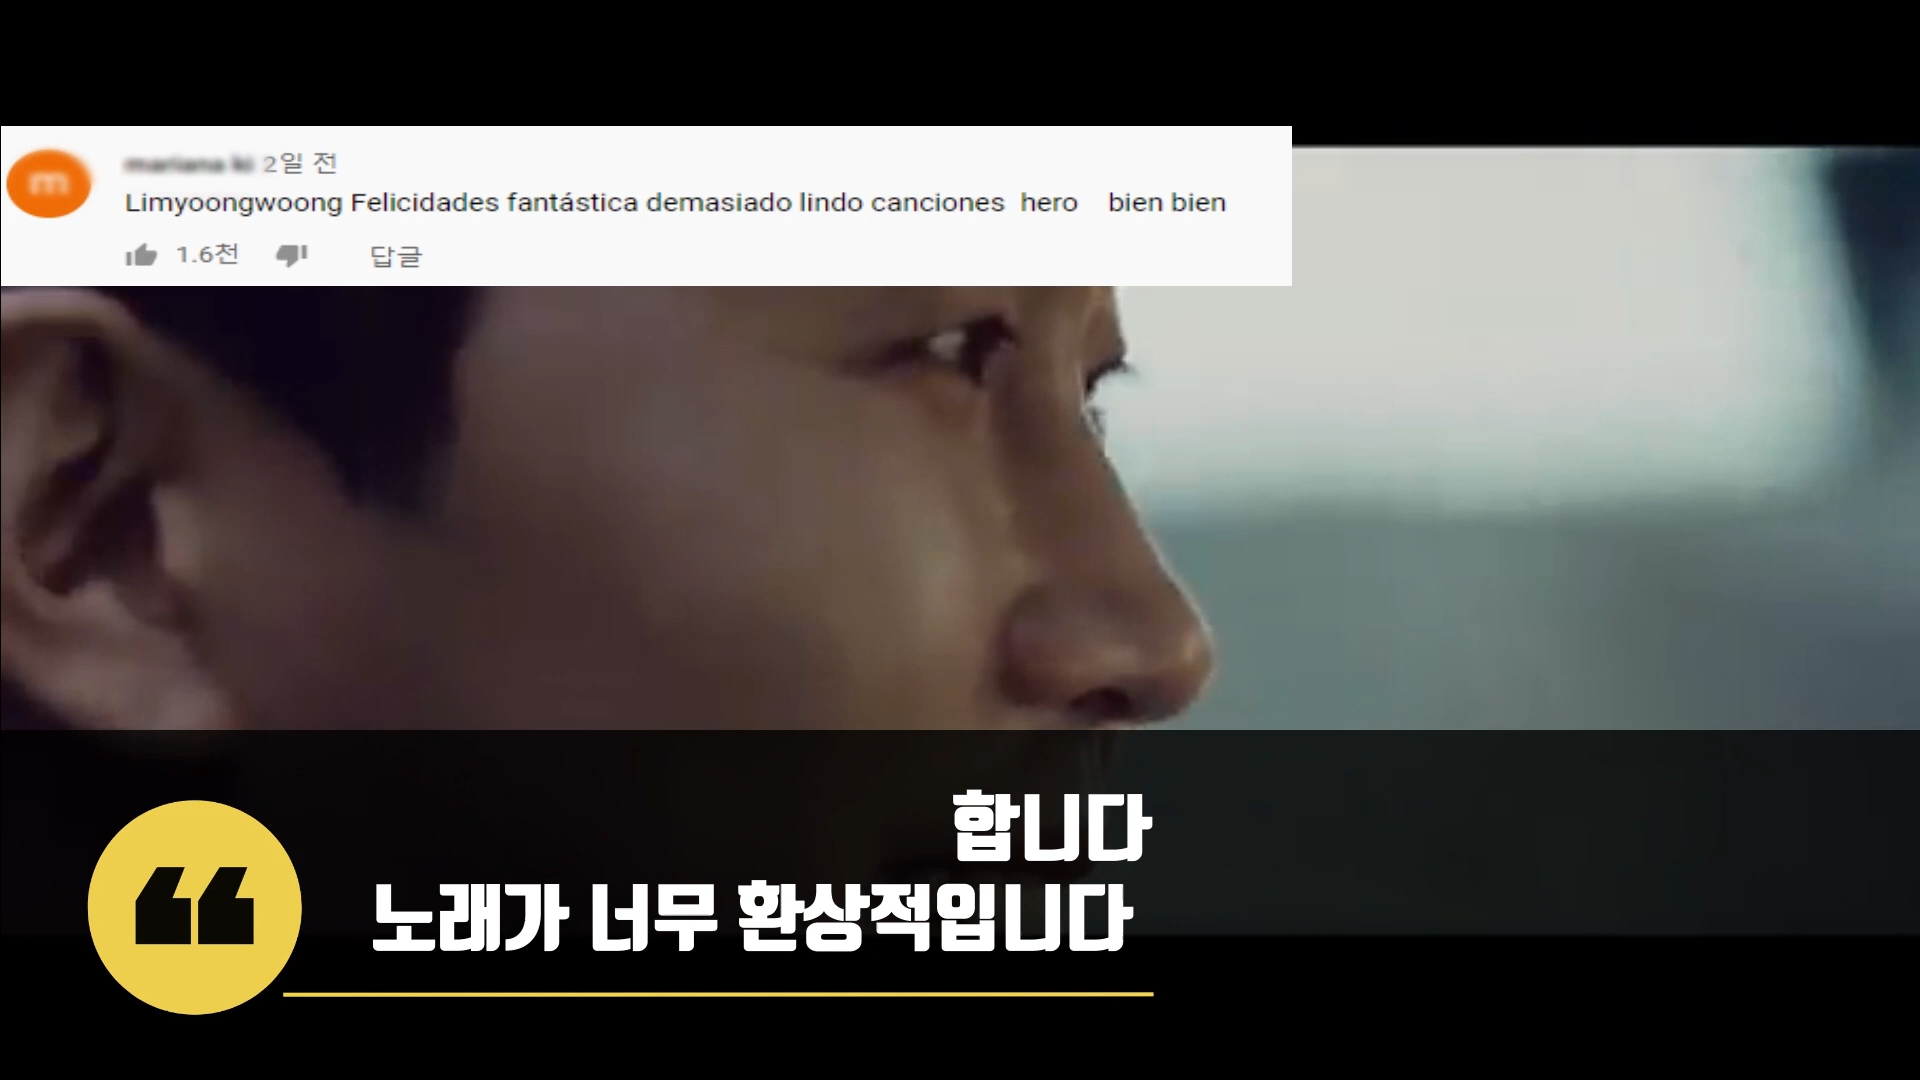 2일 전
Limyoongwoong Felicidades fantástica demasiado lindo canciones hero bien bien
1.6천 답글
합니다
노래가 너무 환상적입니다